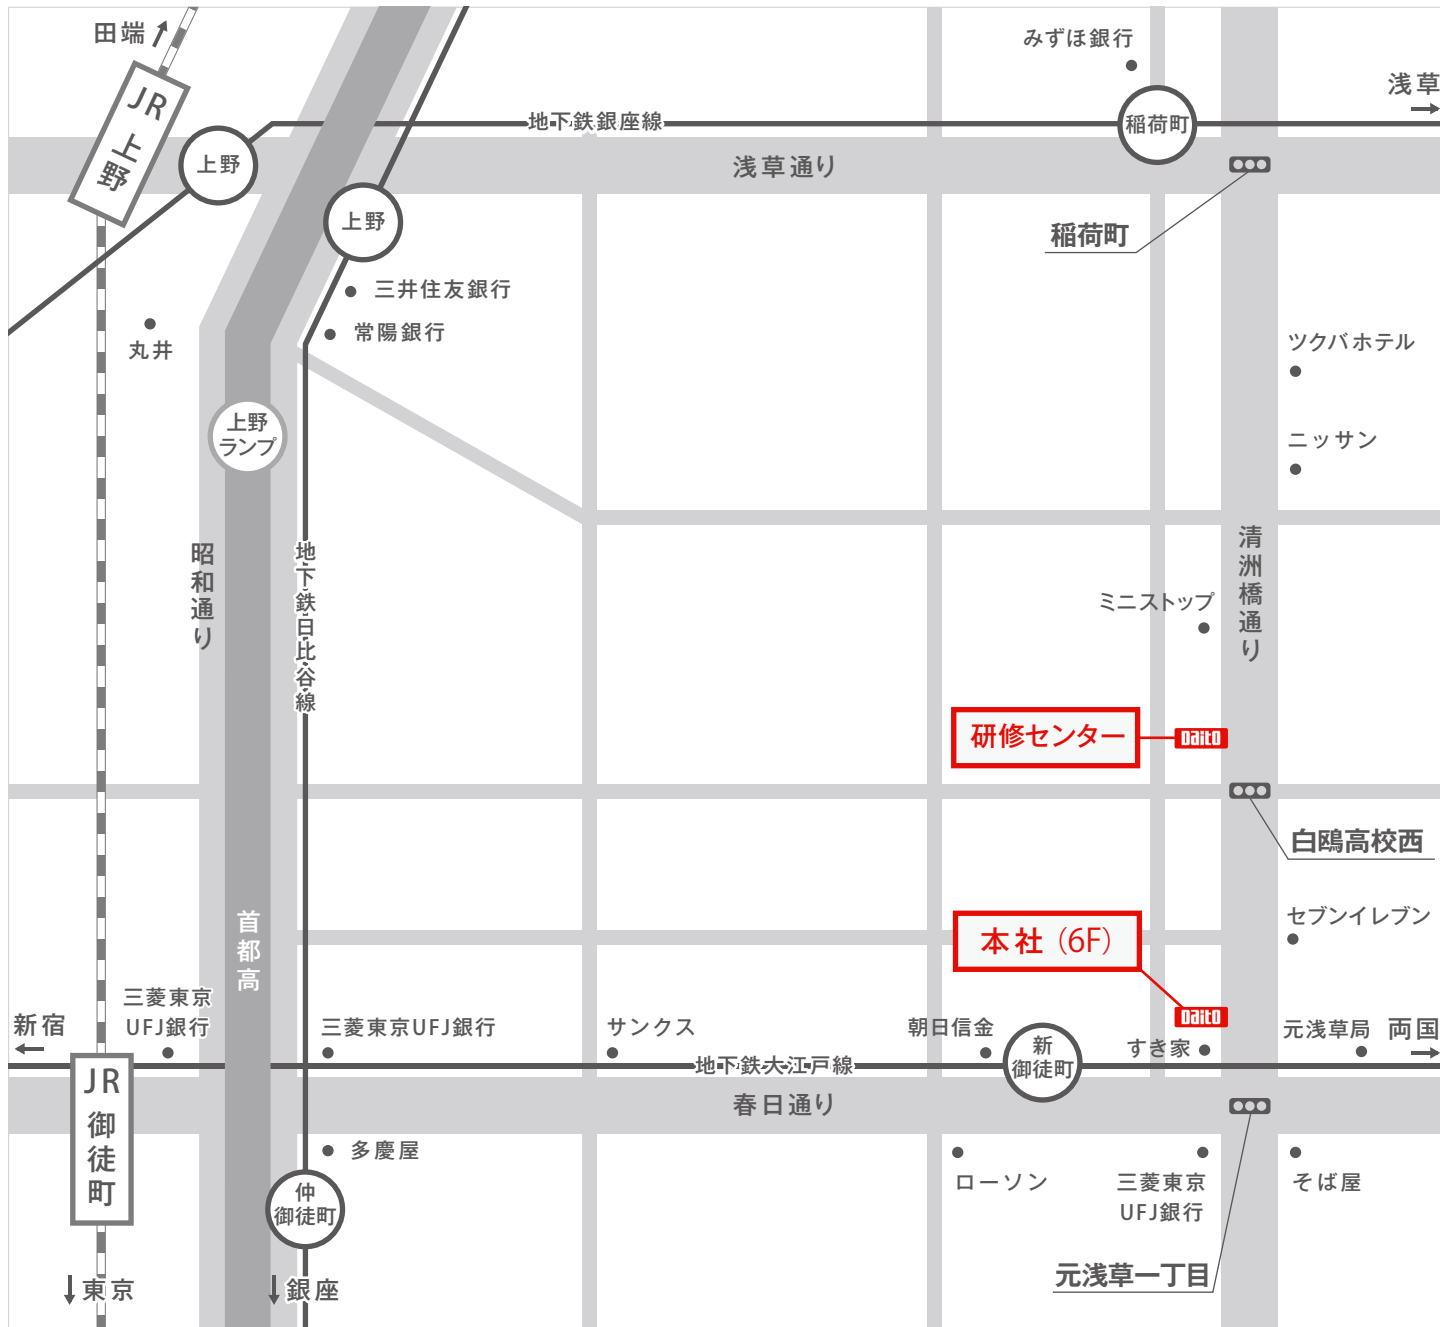 田端
みずほ銀行
浅草
JR上野
上野
地下鉄銀座線
稲荷町
浅草通り
上野
稲荷町
三井住友銀行
常陽銀行
丸井
ツクバホテル
上野
ランプ
ニッサン
昭和通り
地下鉄日比谷線
清洲橋通り
ミニストップ
研修センター
Daito
白鴎高校西
首都高
セブンイレブン
本社（6F）
Daito
三菱東京
UFJ銀行
新宿
三菱東京UFJ銀行
サンクス
朝日信金
新
御徒町
すき家
元浅草局
両国
地下鉄大江戸線
JR御徒町
春日通り
多慶屋
ローソン
三菱東京
UFJ銀行
そば屋
仲
御徒町
元浅草一丁目
東京
銀座